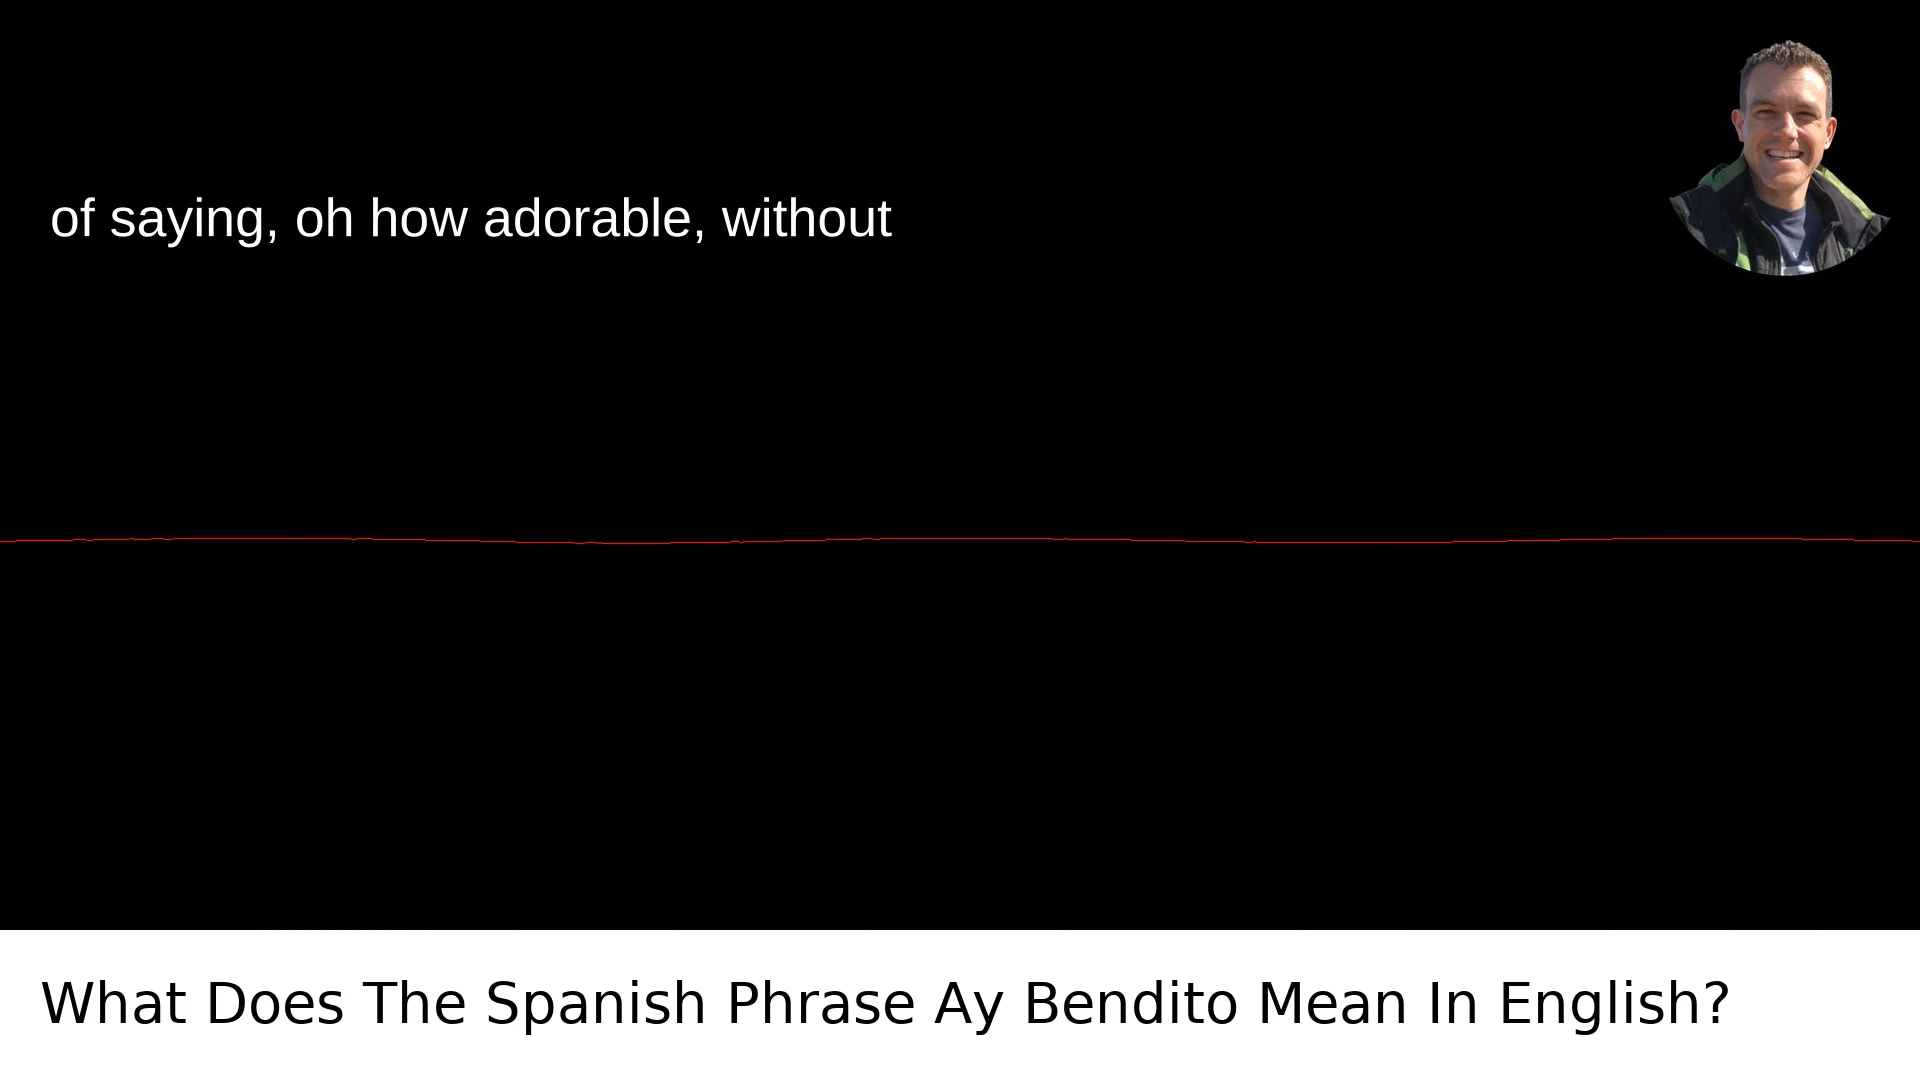 of saying, oh how adorable, without
What Does The Spanish Phrase Ay Bendito Mean In English?